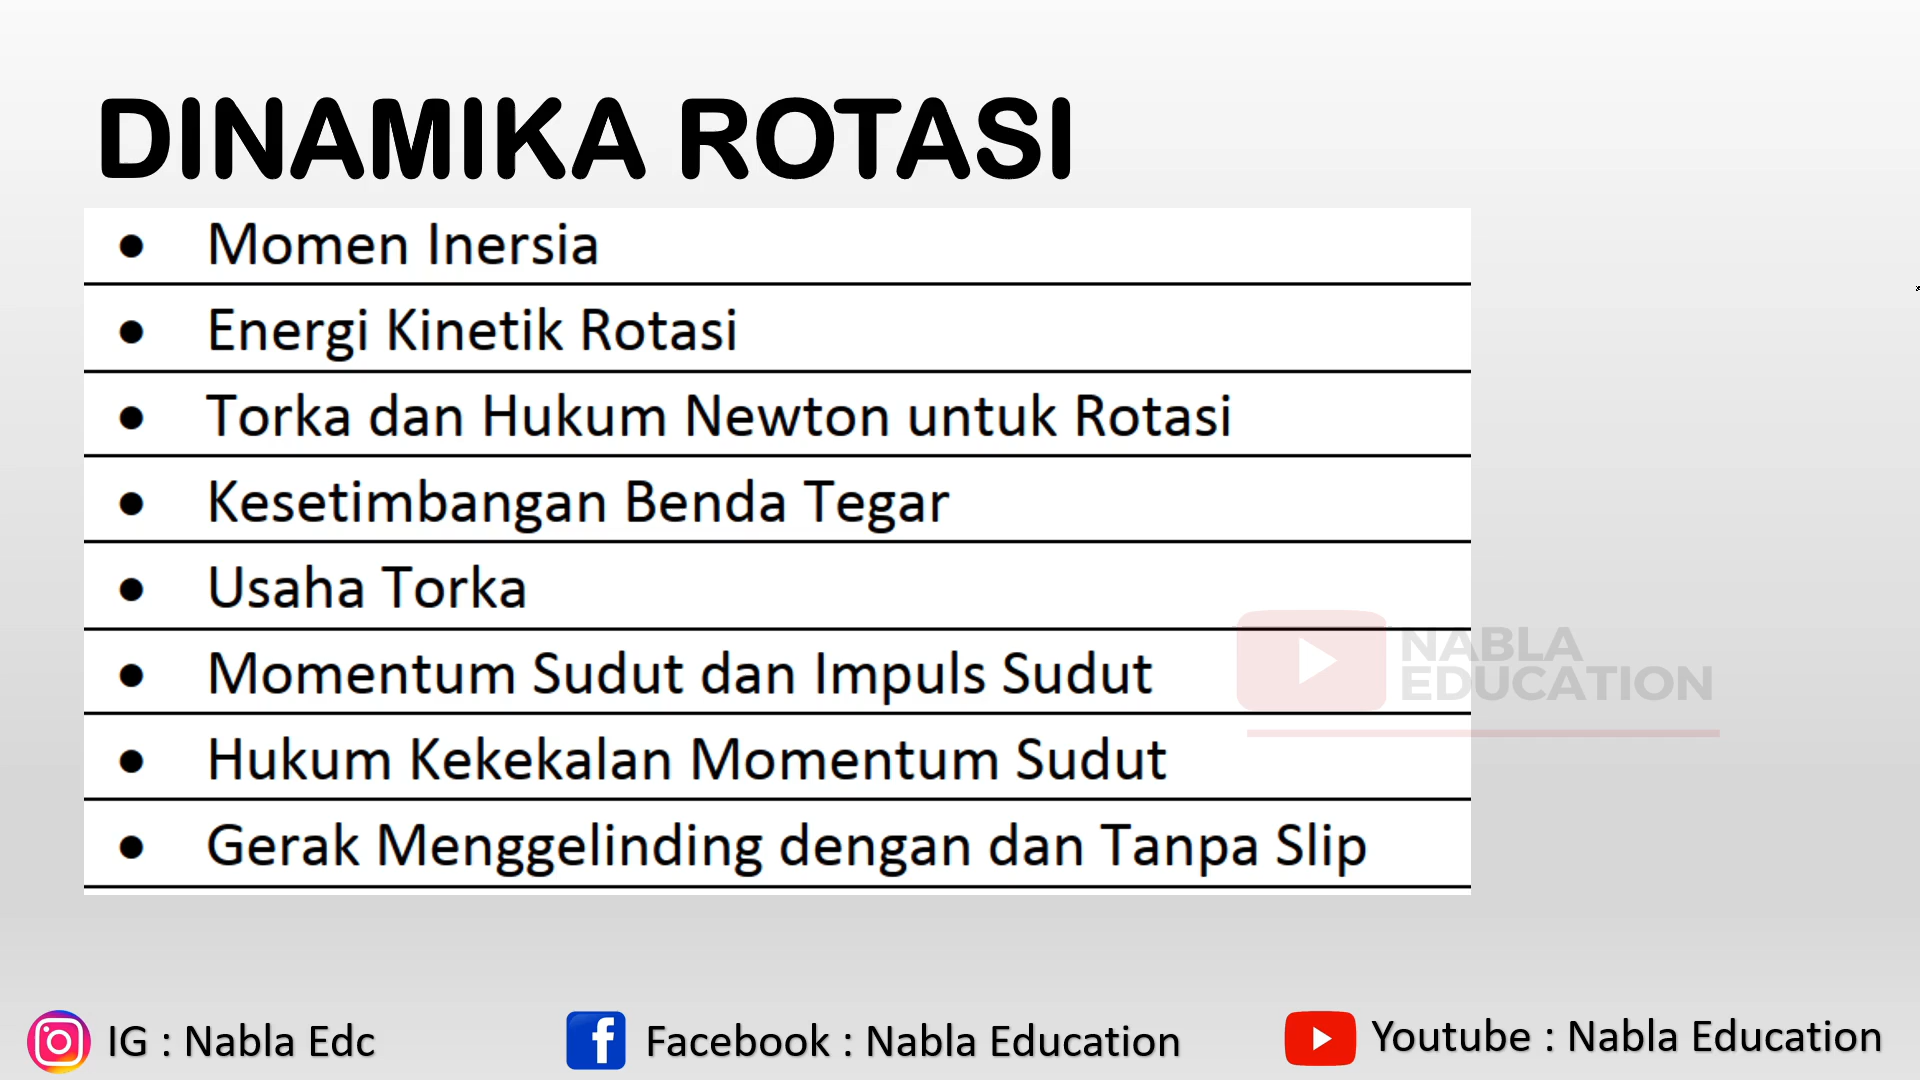 DINAMIKA ROTASI
● Momen Inersia
● Energi Kinetik Rotasi
● Torka dan Hukum Newton untuk Rotasi
● Kesetimbangan Benda Tegar
● Usaha Torka
● Momentum Sudut dan Impuls Sudut
NABLA
EDUCATION
● Hukum Kekekalan Momentum Sudut
● Gerak Menggelinding dengan dan Tanpa Slip
IG : Nabla Edc
Facebook : Nabla Education
Youtube : Nabla Education